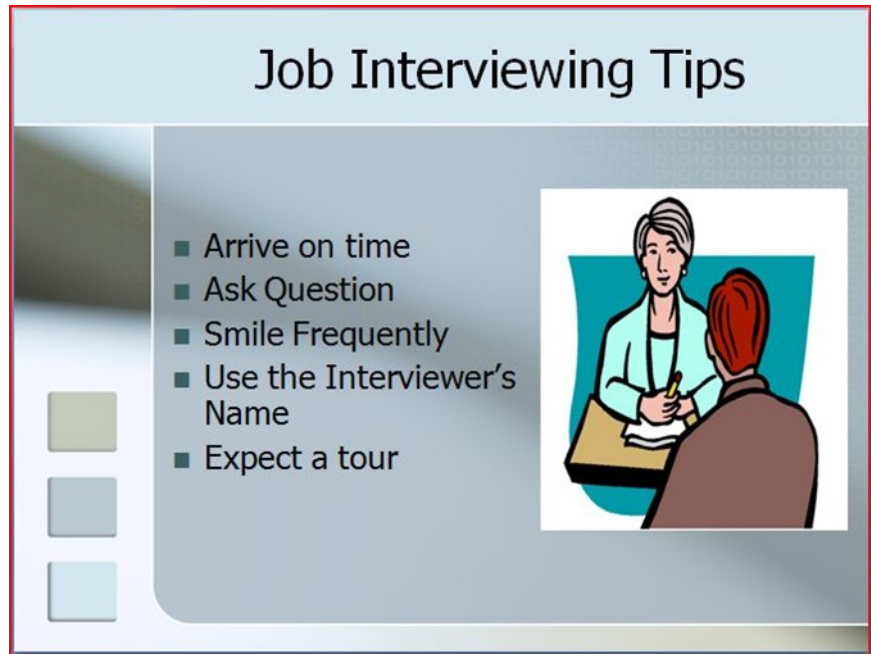 Job Interviewing Tips
Arrive on time
Ask Question
Smile Frequently
Use the Interviewer's
Name
Expect a tour